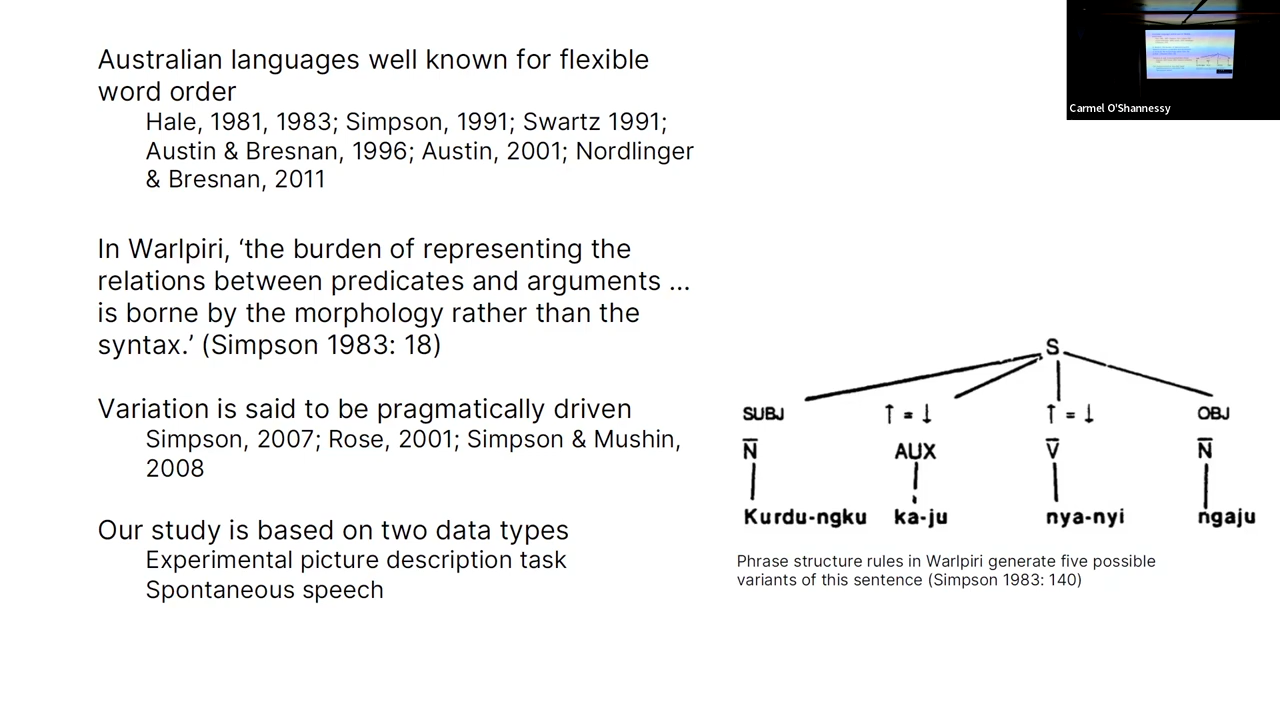 Australian languages well known for flexible
word order
Hale, 1981, 1983; Simpson, 1991; Swartz 1991;
Austin & Bresnan, 1996; Austin, 2001; Nordlinger
& Bresnan, 2011
In Warlpiri, ‘the burden of representing the
relations between predicates and arguments ...
is borne by the morphology rather than the
syntax.’ (Simpson 1983: 18)
Variation is said to be pragmatically driven
Simpson, 2007; Rose, 2001; Simpson & Mushin,
2008
Our study is based on two data types
Experimental picture description task
Spontaneous speech
Carmel O'Shannessy
S
SUBJ ↑ = ↓ ↑ = ↓ OBJ
N̄ AUX V̄ N̄
Kurdu-ngku ka-ju nya-nyi ngaju
Phrase structure rules in Warlpiri generate five possible
variants of this sentence (Simpson 1983: 140)